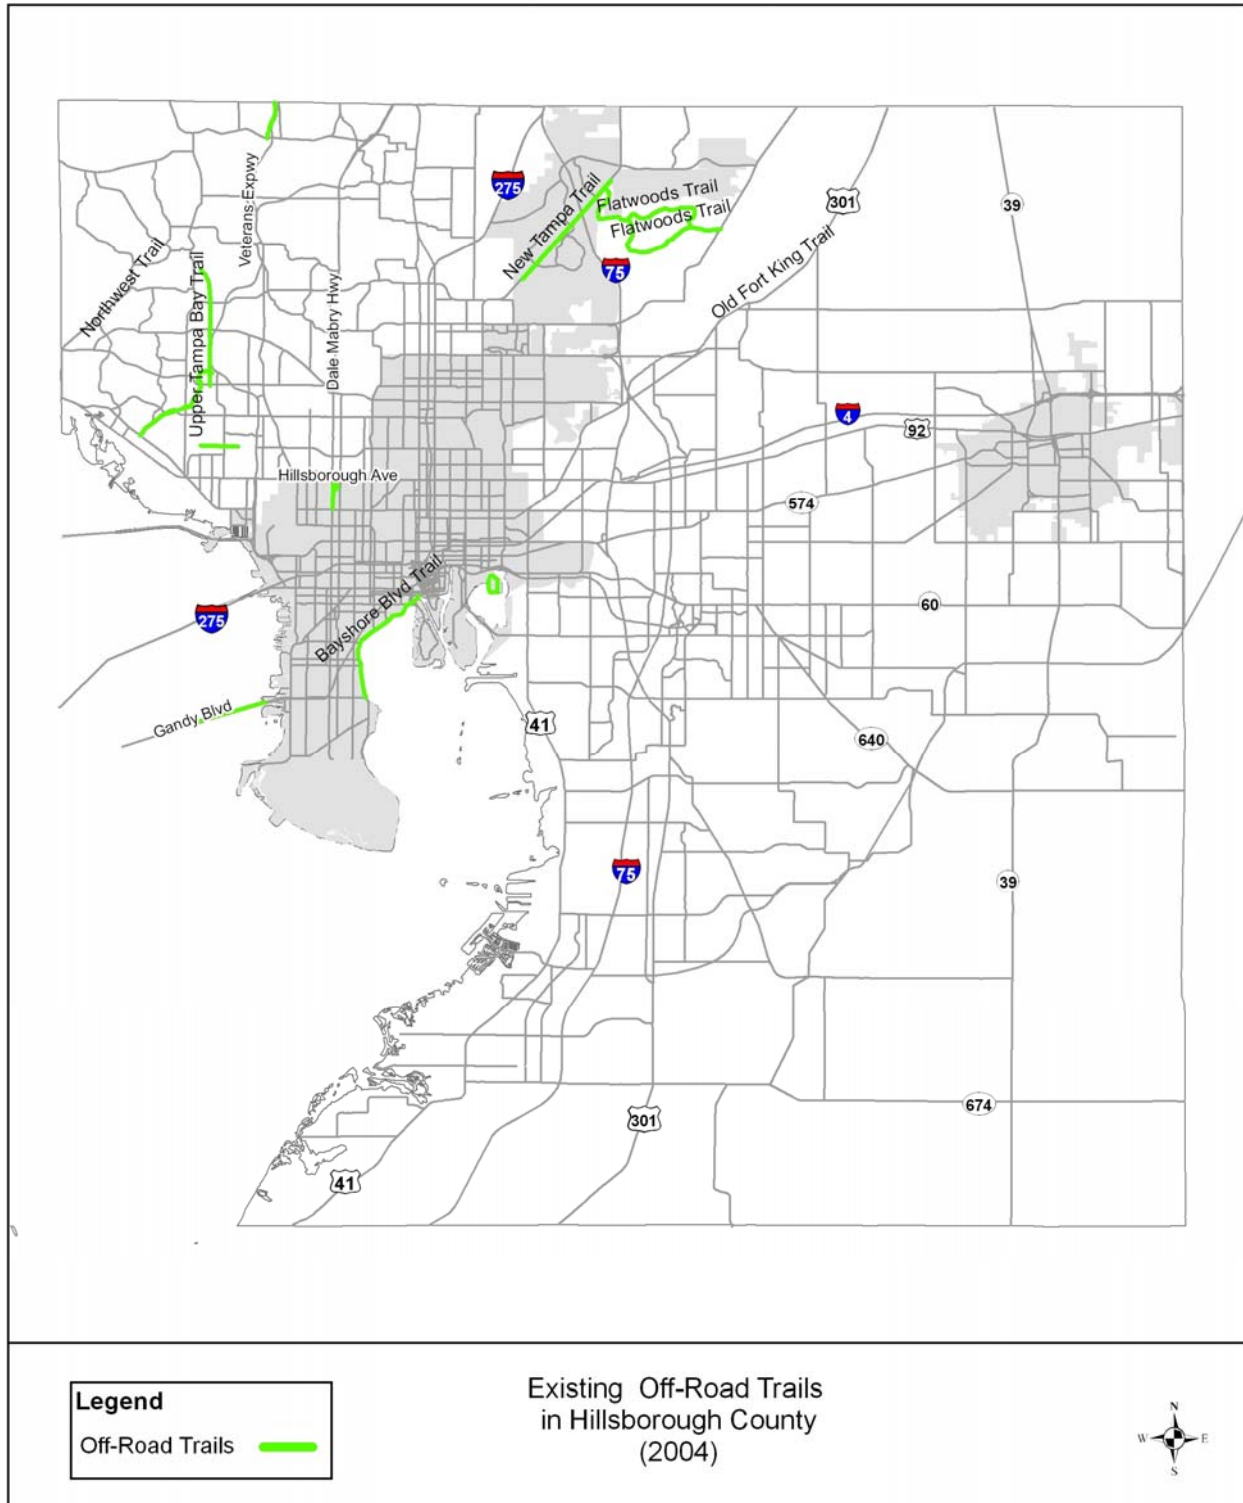 Veterans Expwy
275
New Tampa Trail
Flatwoods Trail
Flatwoods Trail
301
39
Northwest Trail
Upper Tampa Bay Trail
Dale Mabry Hwy
75
Old Fort King Trail
4
92
Hillsborough Ave
574
Bayshore Blvd Trail
275
60
Gandy Blvd
41
640
75
39
301
674
41
Legend
Off-Road Trails
Existing Off-Road Trails
in Hillsborough County
(2004)
N
W E
S